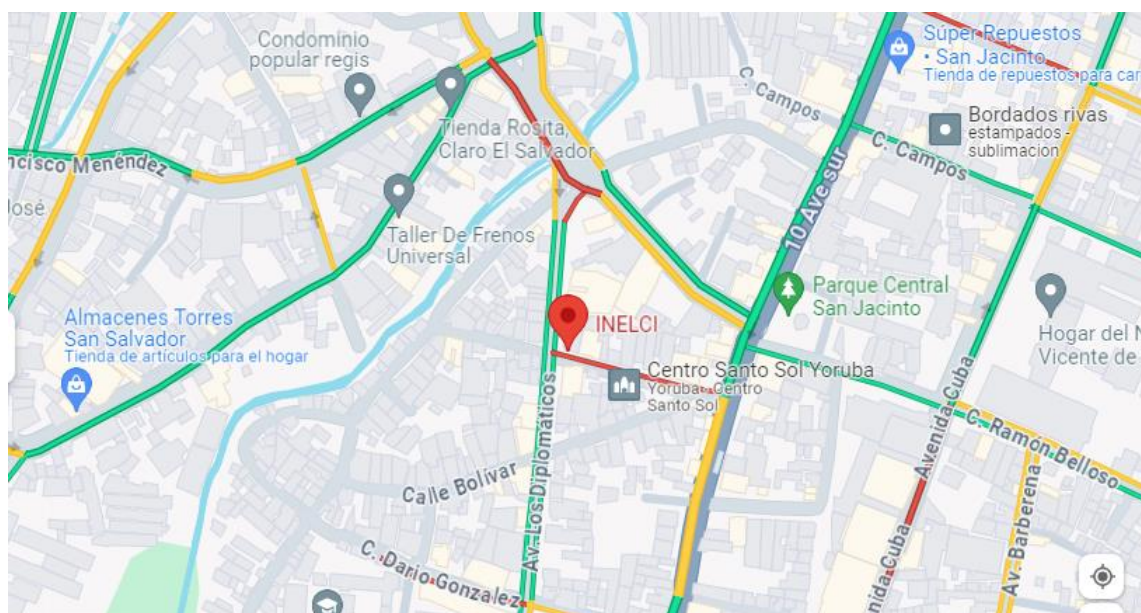 Condominio
popular regis
Súper Repuestos
• San Jacinto
Tienda de repuestos para car
C. Campos
Bordados rivas
estampados -
sublimacion
Tienda Rosita,
Claro El Salvador
C. Campos
ncisco Menéndez
José
10 Ave sur
Taller De Frenos
Universal
Parque Central
San Jacinto
Almacenes Torres
San Salvador
Tienda de artículos para el hogar
INELCI
Hogar del N
Vicente de
Centro Santo Sol Yoruba
Yoruba- Centro
Santo Sol
Avenida Cuba
C. Ramón Belloso
Calle Bolívar
Av. Los Diplomáticos
C. Dario Gonzalez
enida Cuba
Av. Barberena